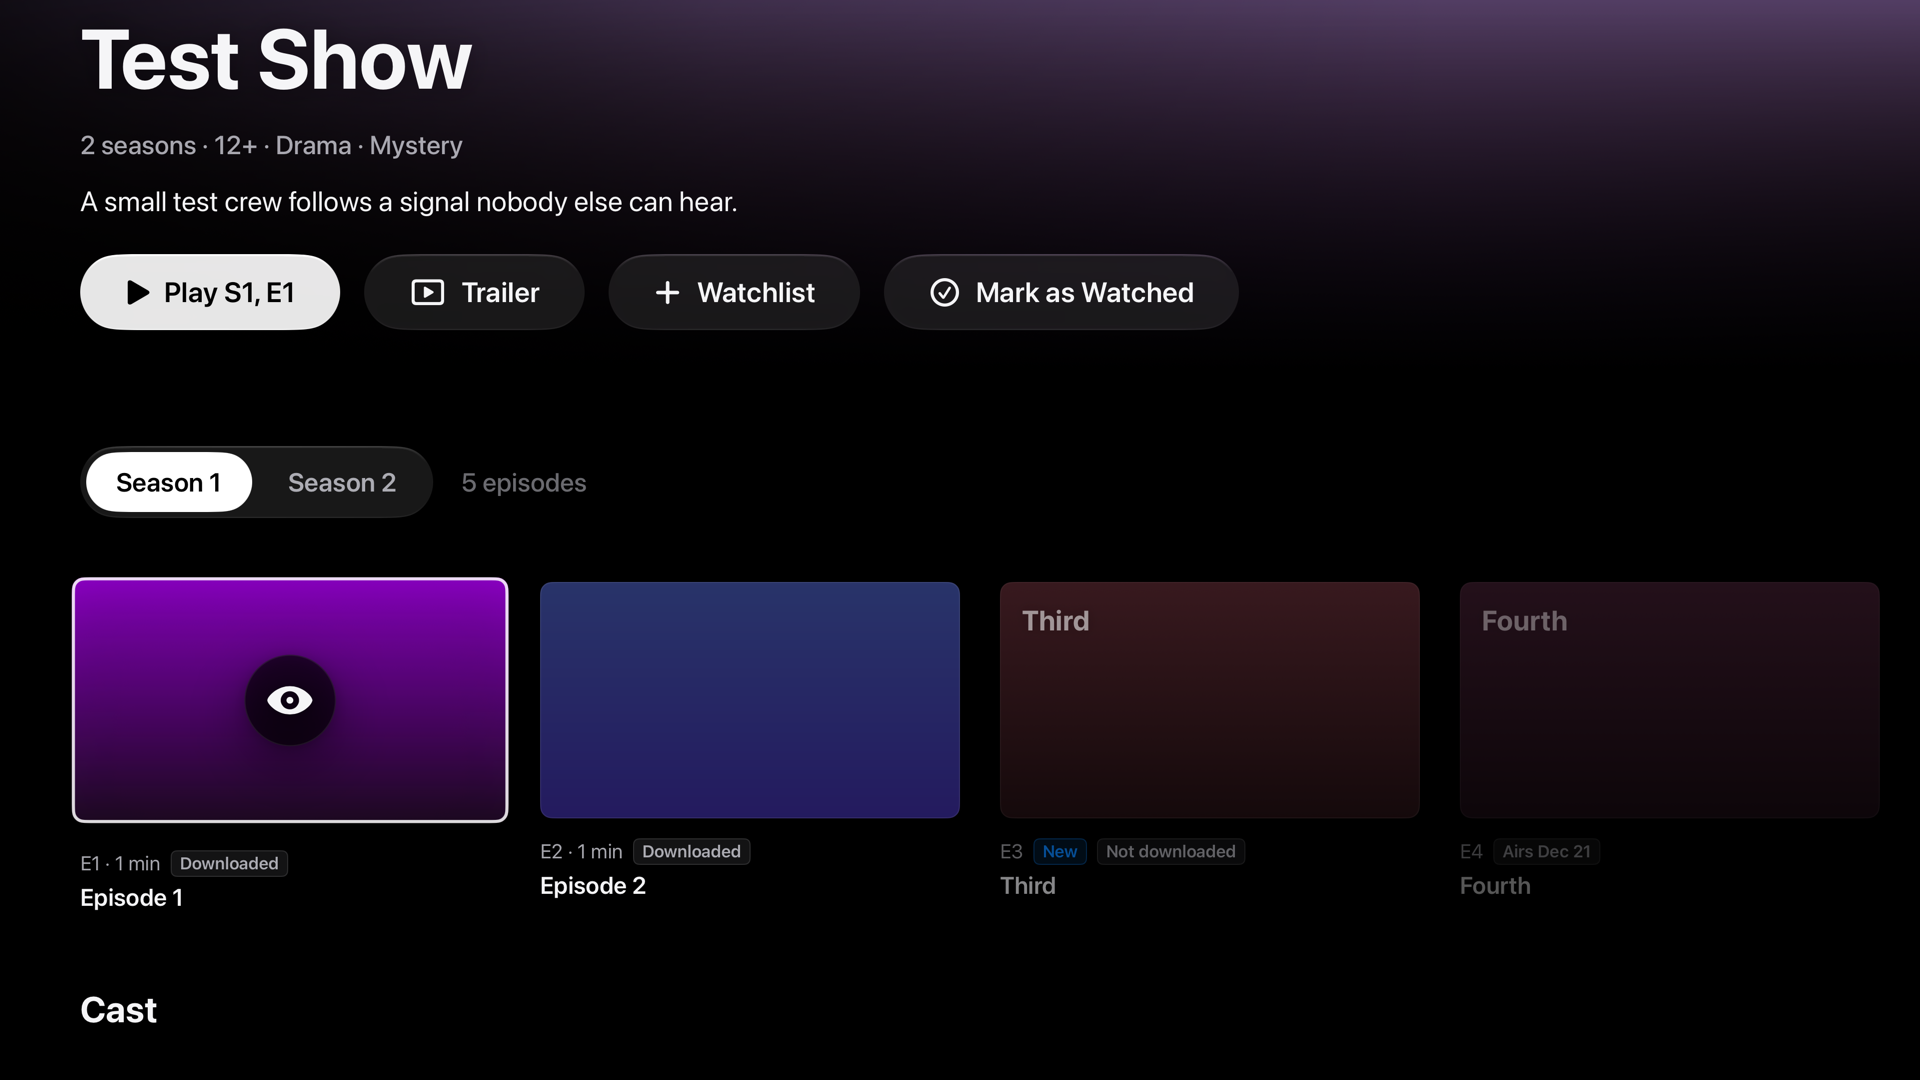 Test Show
2 seasons · 12+ · Drama · Mystery
A small test crew follows a signal nobody else can hear.
Play S1, E1
Trailer
Watchlist
Mark as Watched
Season 1
Season 2
5 episodes
Third
Fourth
E1 · 1 min Downloaded
Episode 1
E2 · 1 min Downloaded
Episode 2
E3 New Not downloaded
Third
E4 Airs Dec 21
Fourth
Cast